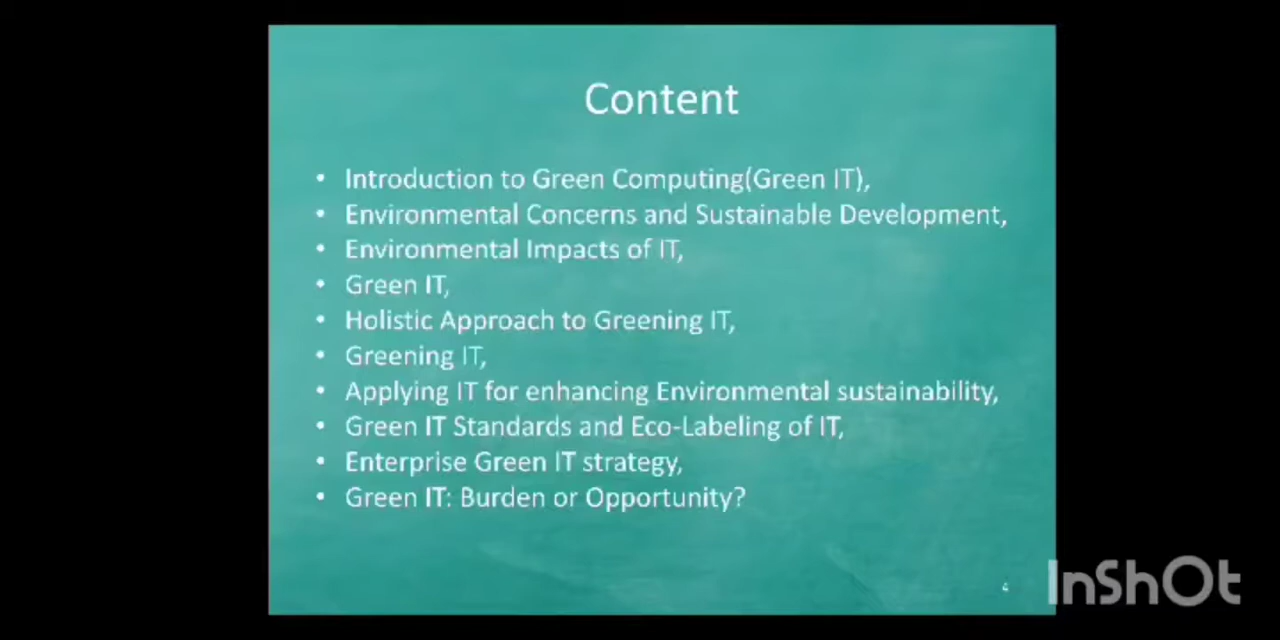 Content
• Introduction to Green Computing(Green IT),
• Environmental Concerns and Sustainable Development,
• Environmental Impacts of IT,
• Green IT,
• Holistic Approach to Greening IT,
• Greening IT,
• Applying IT for enhancing Environmental sustainability,
• Green IT Standards and Eco-Labeling of IT,
• Enterprise Green IT strategy,
• Green IT: Burden or Opportunity?
4
InShOt